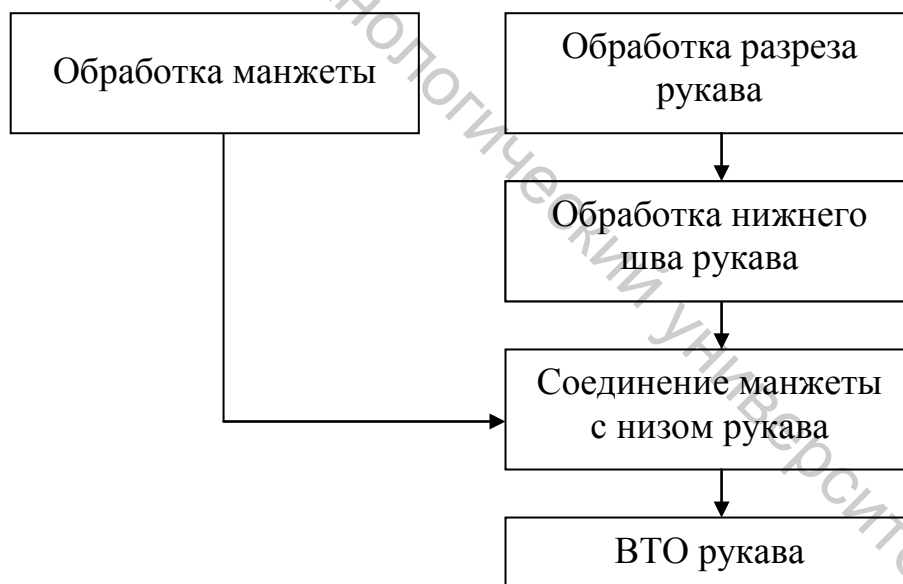 Обработка манжеты
Обработка разреза
рукава
Обработка нижнего
шва рукава
Соединение манжеты
с низом рукава
ВТО рукава